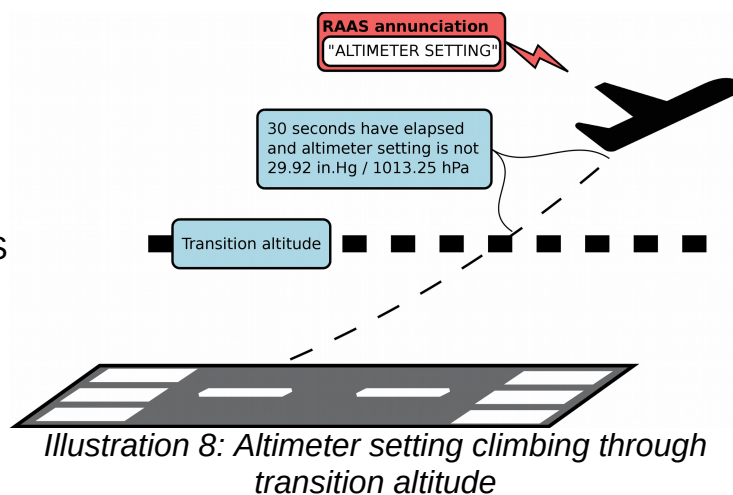 RAAS annunciation
"ALTIMETER SETTING"
30 seconds have elapsed
and altimeter setting is not
29.92 in.Hg / 1013.25 hPa
s
Transition altitude
Illustration 8: Altimeter setting climbing through
transition altitude